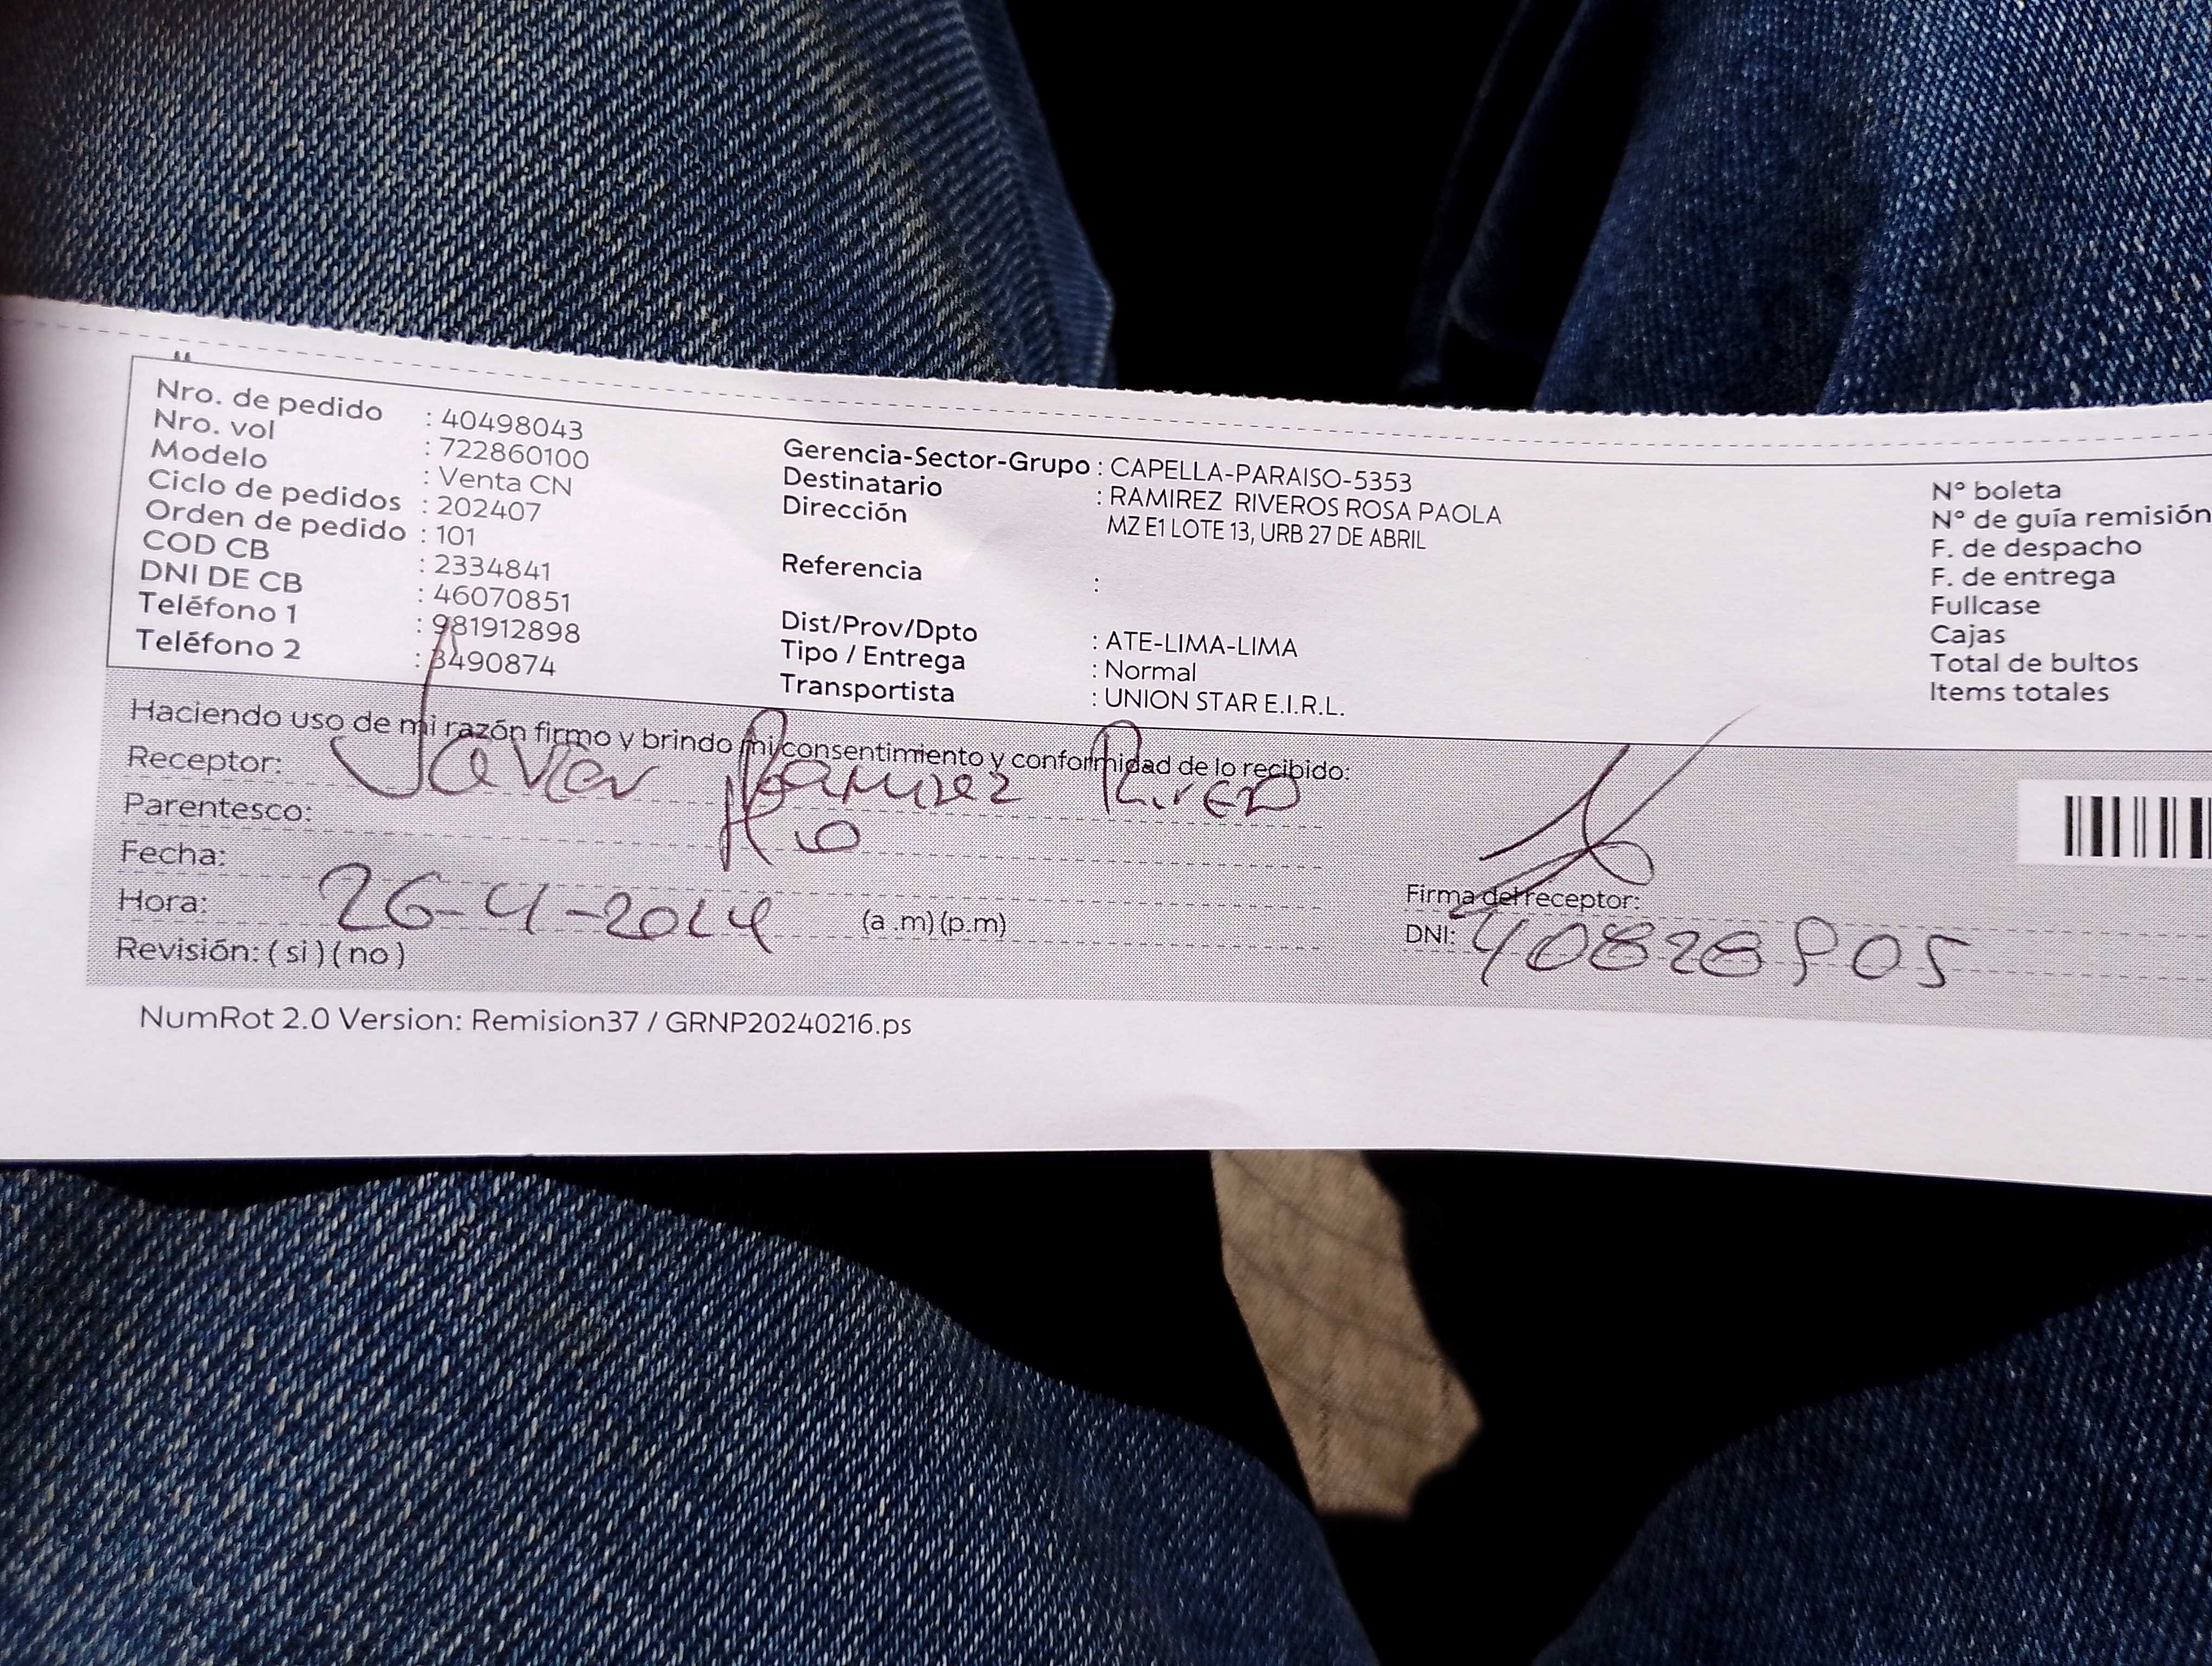 Nro. de pedido : 40498043
Nro. vol : 722860100
Modelo : Venta CN
Ciclo de pedidos : 202407
Orden de pedido : 101
COD CB : 2334841
DNI DE CB : 46070851
Teléfono 1 : 981912898
Teléfono 2 : 3490874
Gerencia-Sector-Grupo : CAPELLA-PARAISO-5353
Destinatario : RAMIREZ RIVEROS ROSA PAOLA
Dirección MZ E1 LOTE 13, URB 27 DE ABRIL
Referencia :
Dist/Prov/Dpto : ATE-LIMA-LIMA
Tipo / Entrega : Normal
Transportista : UNION STAR E.I.R.L.
N° boleta
N° de guía remisión
F. de despacho
F. de entrega
Fullcase
Cajas
Total de bultos
Items totales
Haciendo uso de mi razón firmo y brindo mi consentimiento y conformidad de lo recibido:
Receptor: Javier Ramirez
Parentesco:
Fecha:
Hora: 26-4-2024 (a .m) (p.m)
Revisión: ( si ) ( no )
Firma del receptor:
DNI: 40828905
NumRot 2.0 Version: Remision37 / GRNP20240216.ps